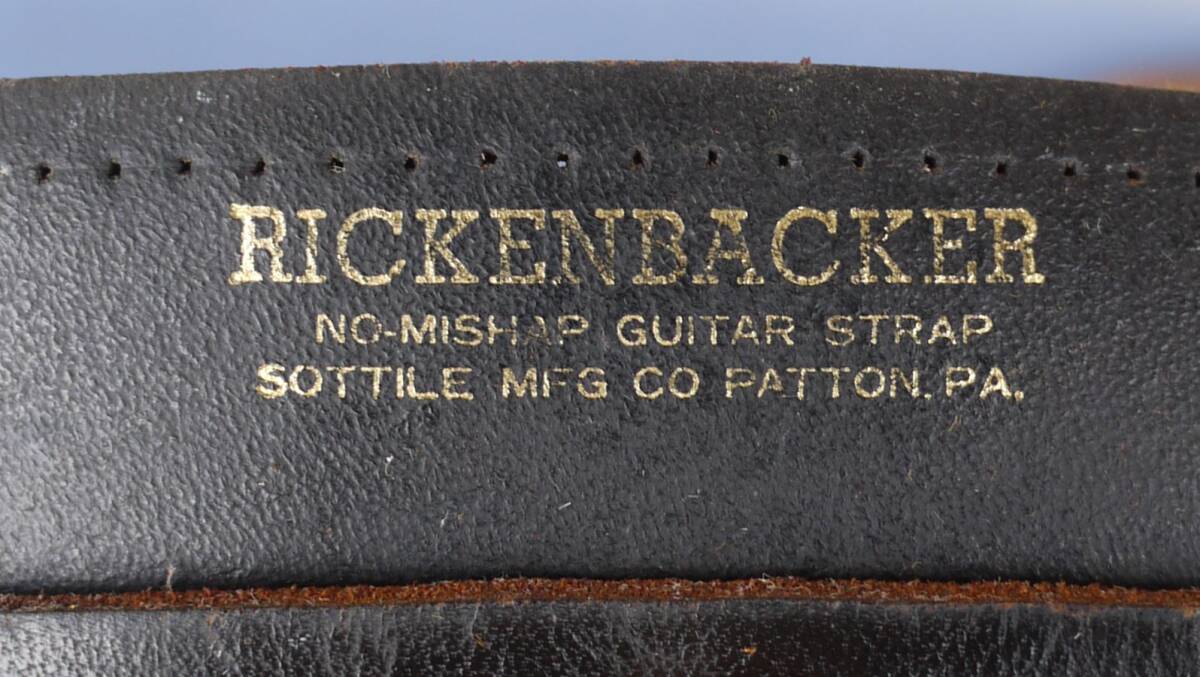 RICKENBACKER
NO-MISHAP GUITAR STRAP
SOTTILE MFG CO PATTON. PA.